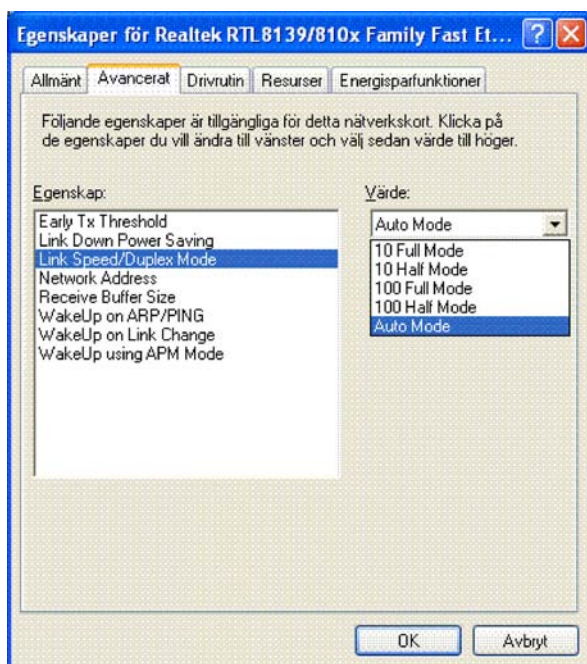 Egenskaper för Realtek RTL8139/810x Family Fast Et...
Allmänt Avancerat Drivrutin Resurser Energisparfunktioner
Följande egenskaper är tillgängliga för detta nätverkskort. Klicka på
de egenskaper du vill ändra till vänster och välj sedan värde till höger.
Egenskap:
Early Tx Threshold
Link Down Power Saving
Link Speed/Duplex Mode
Network Address
Receive Buffer Size
WakeUp on ARP/PING
WakeUp on Link Change
WakeUp using APM Mode
Värde:
Auto Mode
10 Full Mode
10 Half Mode
100 Full Mode
100 Half Mode
Auto Mode
OK Avbryt